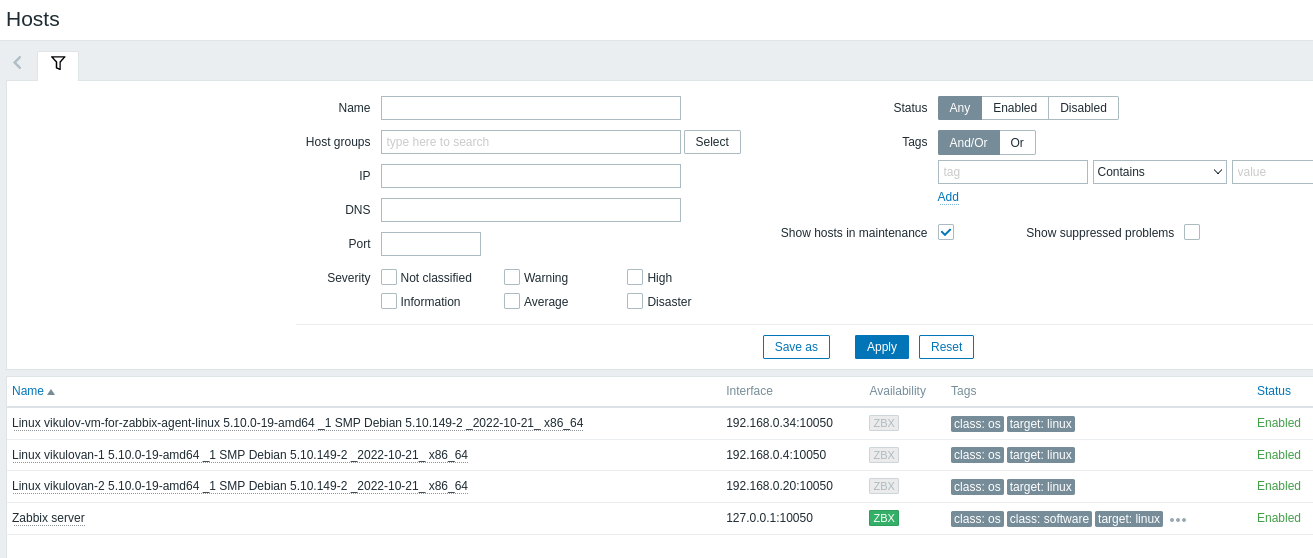 Hosts
Name
Status Any Enabled Disabled
Host groups type here to search Select
Tags And/Or Or
IP
tag Contains value
DNS
Add
Port
Show hosts in maintenance
Show suppressed problems
Severity Not classified Warning High
Information Average Disaster
Save as Apply Reset
Name Interface Availability Tags Status
Linux vikulov-vm-for-zabbix-agent-linux 5.10.0-19-amd64 _1 SMP Debian 5.10.149-2 _2022-10-21_ x86_64 192.168.0.34:10050 ZBX class: os target: linux Enabled
Linux vikulovan-1 5.10.0-19-amd64 _1 SMP Debian 5.10.149-2 _2022-10-21_ x86_64 192.168.0.4:10050 ZBX class: os target: linux Enabled
Linux vikulovan-2 5.10.0-19-amd64 _1 SMP Debian 5.10.149-2 _2022-10-21_ x86_64 192.168.0.20:10050 ZBX class: os target: linux Enabled
Zabbix server 127.0.0.1:10050 ZBX class: os class: software target: linux ••• Enabled